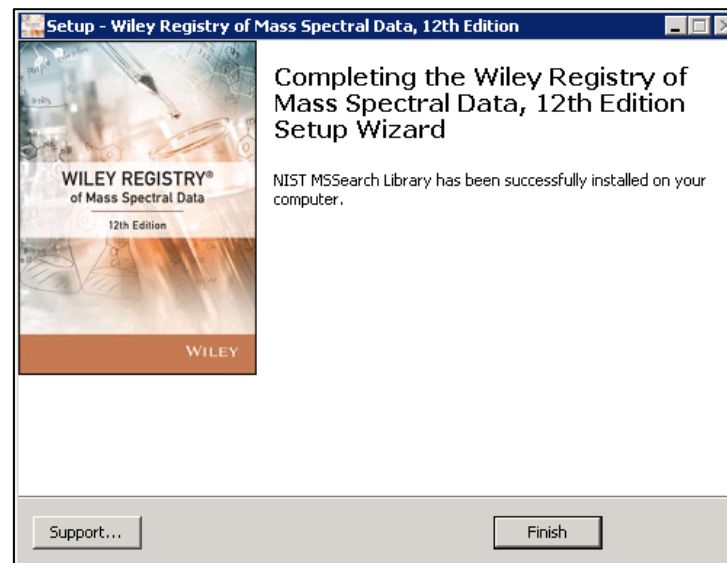 Setup - Wiley Registry of Mass Spectral Data, 12th Edition
Completing the Wiley Registry of
Mass Spectral Data, 12th Edition
Setup Wizard
NIST MSSearch Library has been successfully installed on your
computer.
WILEY REGISTRY®
of Mass Spectral Data
12th Edition
WILEY
Support...
Finish